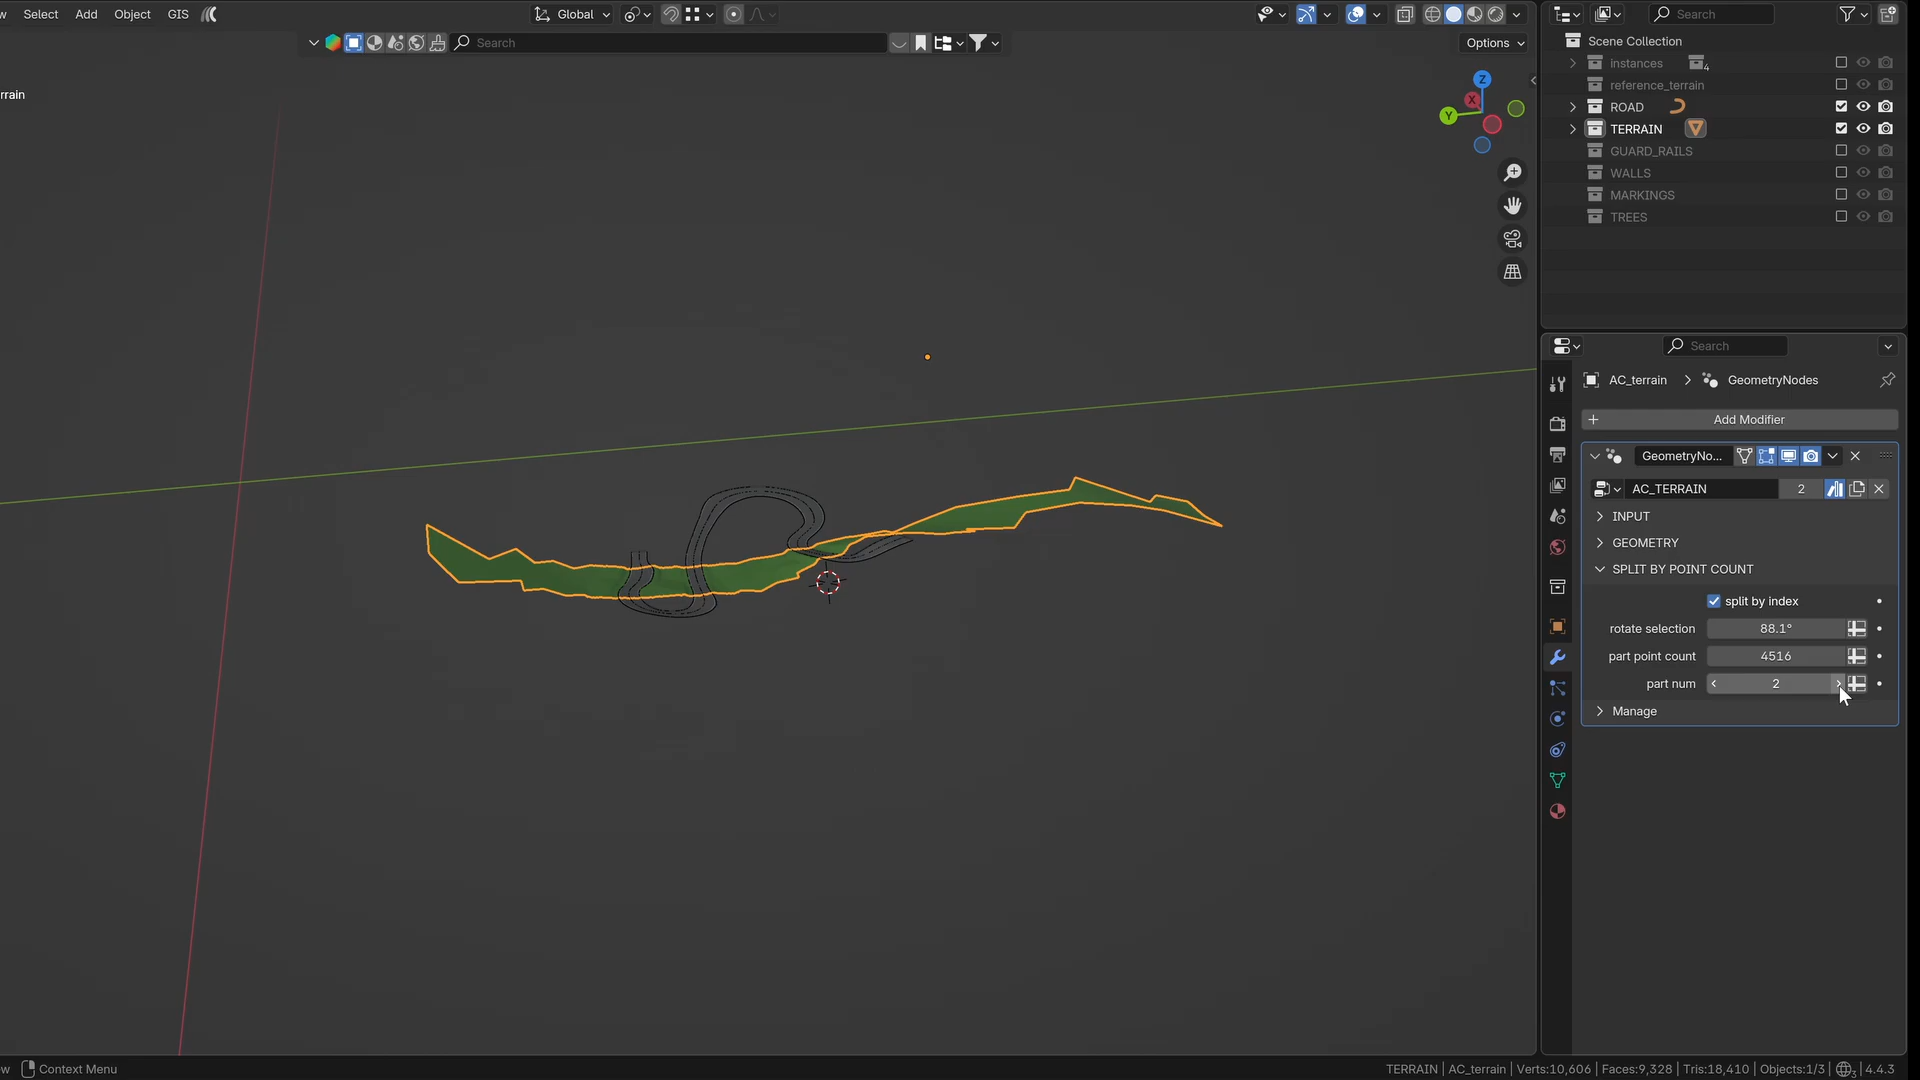 w Select Add Object GIS Global
Search
Options
rrain
Z
X
Y
Search
Scene Collection
instances 4
reference_terrain
ROAD
TERRAIN
GUARD_RAILS
WALLS
MARKINGS
TREES
Search
AC_terrain GeometryNodes
Add Modifier
GeometryNo...
AC_TERRAIN 2
INPUT
GEOMETRY
SPLIT BY POINT COUNT
split by index
rotate selection 88.1°
part point count 4516
part num 2
Manage
w Context Menu
TERRAIN | AC_terrain | Verts:10,606 | Faces:9,328 | Tris:18,410 | Objects:1/3 | 3 4.4.3